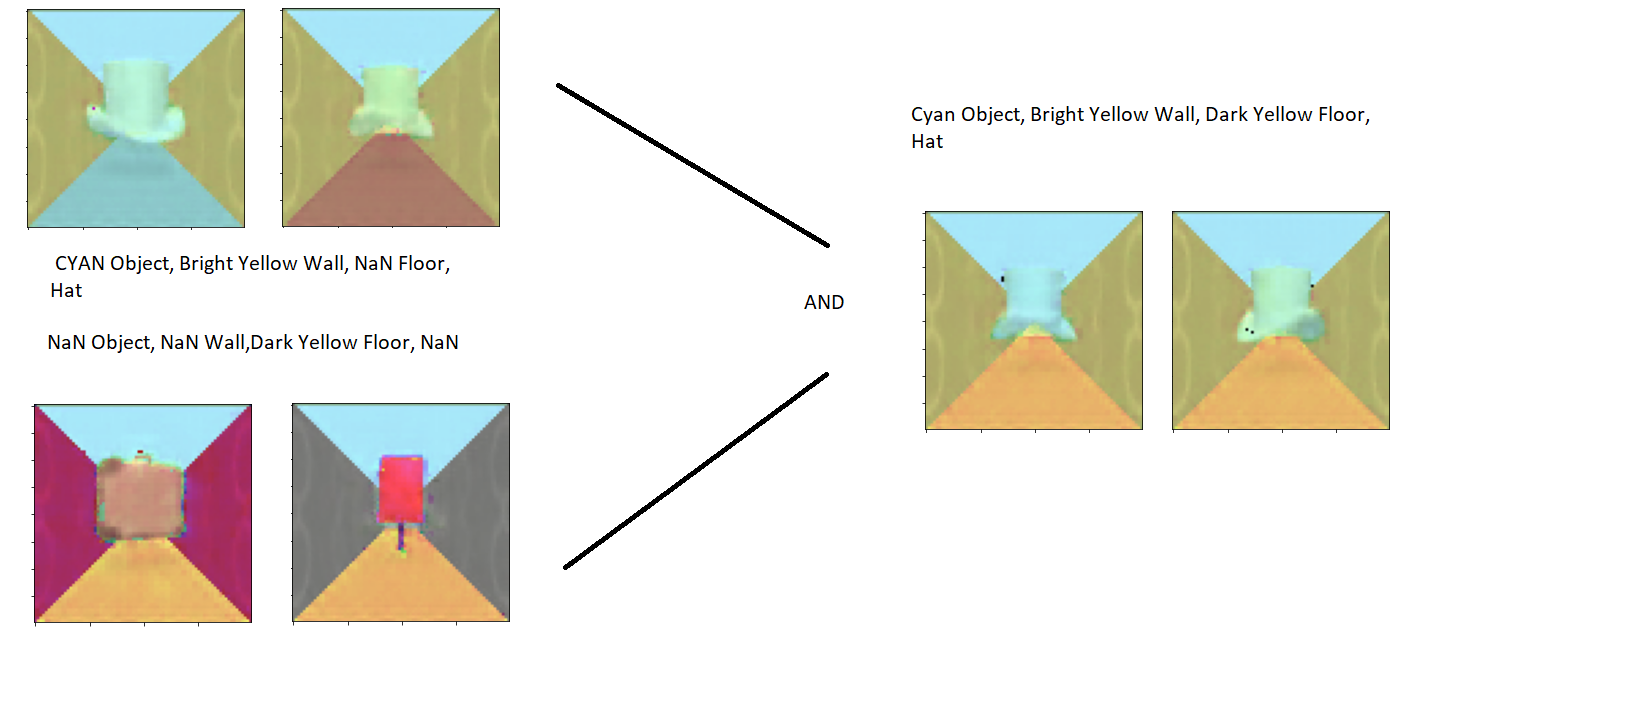 CYAN Object, Bright Yellow Wall, NaN Floor,
Hat
NaN Object, NaN Wall,Dark Yellow Floor, NaN
AND
Cyan Object, Bright Yellow Wall, Dark Yellow Floor,
Hat